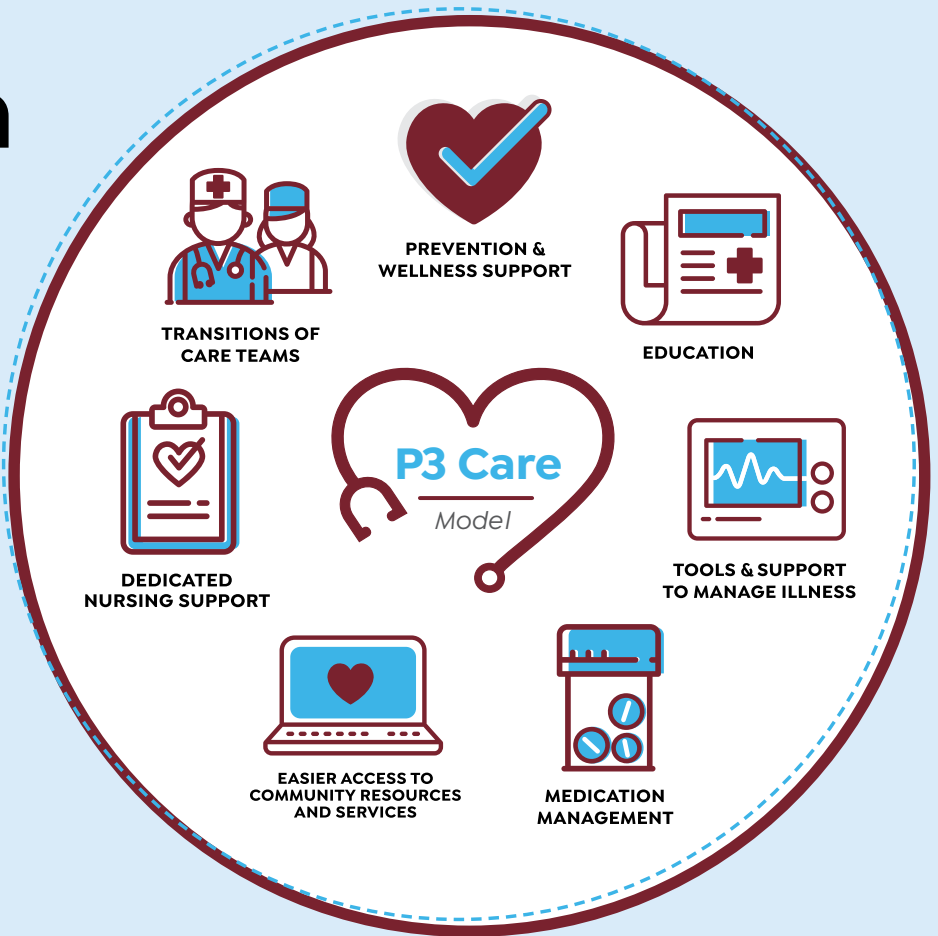 PREVENTION &
WELLNESS SUPPORT
TRANSITIONS OF
CARE TEAMS
EDUCATION
P3 Care
Model
DEDICATED
NURSING SUPPORT
TOOLS & SUPPORT
TO MANAGE ILLNESS
EASIER ACCESS TO
COMMUNITY RESOURCES
AND SERVICES
MEDICATION
MANAGEMENT